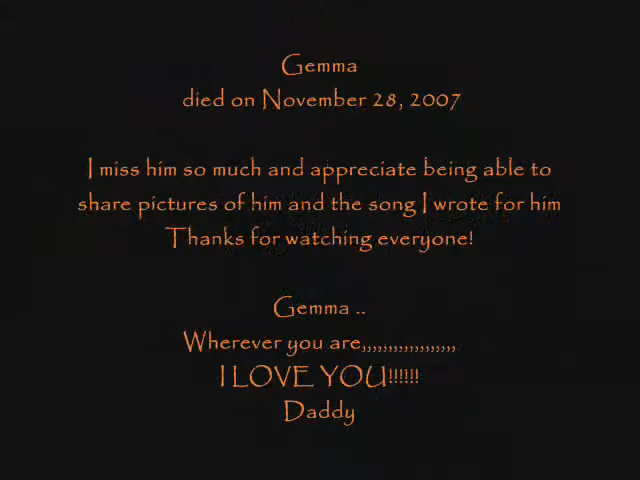 Gemma
died on November 28, 2007
I miss him so much and appreciate being able to
share pictures of him and the song I wrote for him
Thanks for watching everyone!
Gemma ..
Wherever you are,,,,,,,,,,,,,,,,,,
I LOVE YOU!!!!!!
Daddy